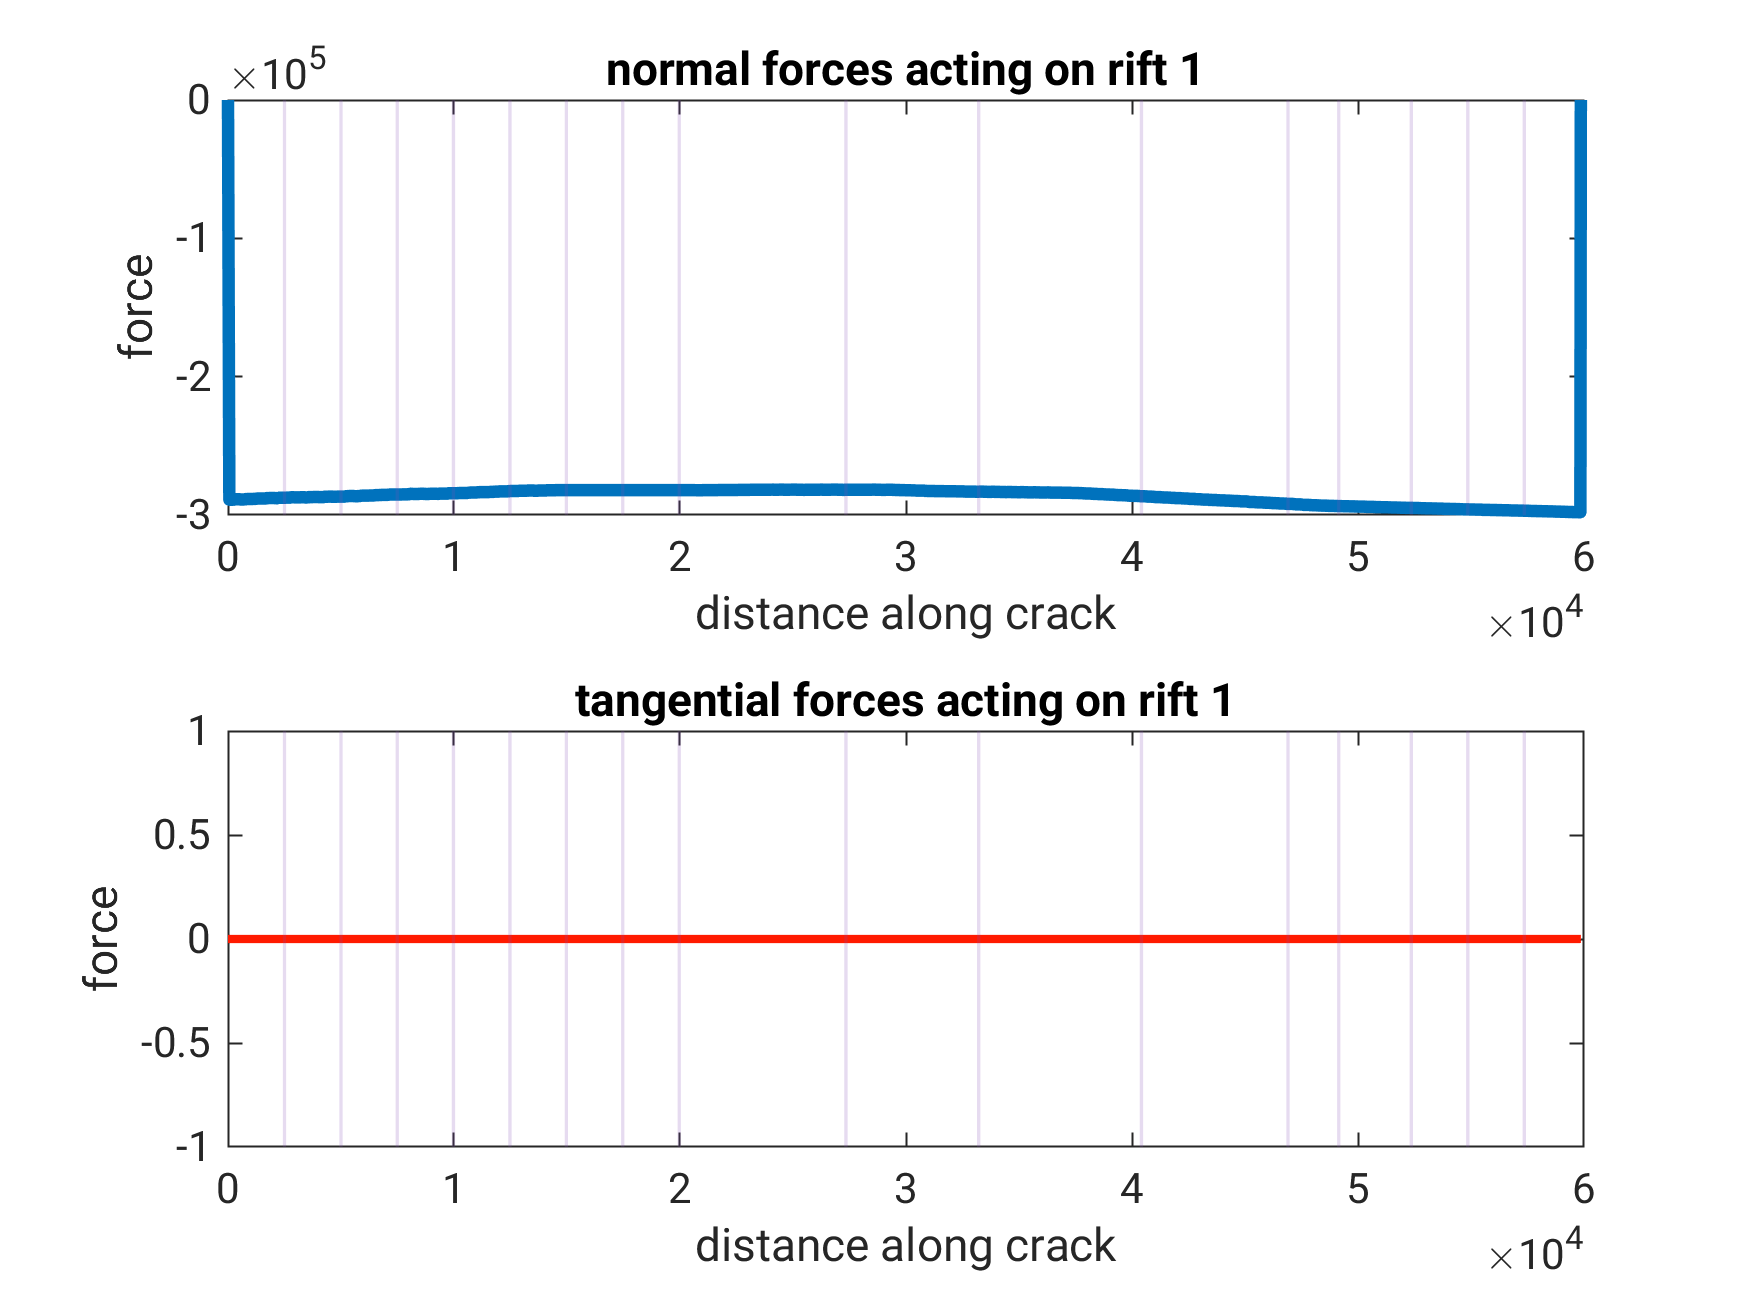 ×10^5
normal forces acting on rift 1
0
-1
-2
-3
force
0 1 2 3 4 5 6
distance along crack
×10^4
tangential forces acting on rift 1
1
0.5
0
-0.5
-1
force
0 1 2 3 4 5 6
distance along crack
×10^4